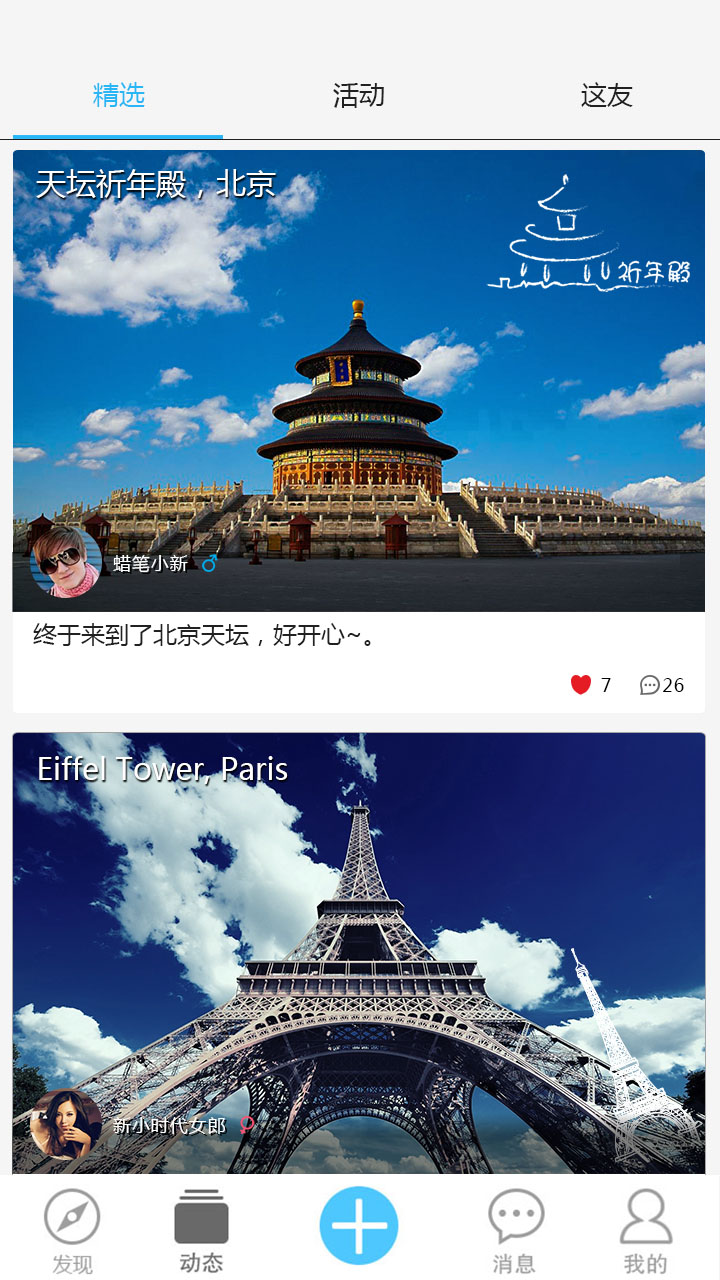 精选
活动
这友
天坛祈年殿，北京
祈年殿
蜡笔小新
终于来到了北京天坛，好开心~。
7
26
Eiffel Tower, Paris
新小时代女郎
发现
动态
消息
我的